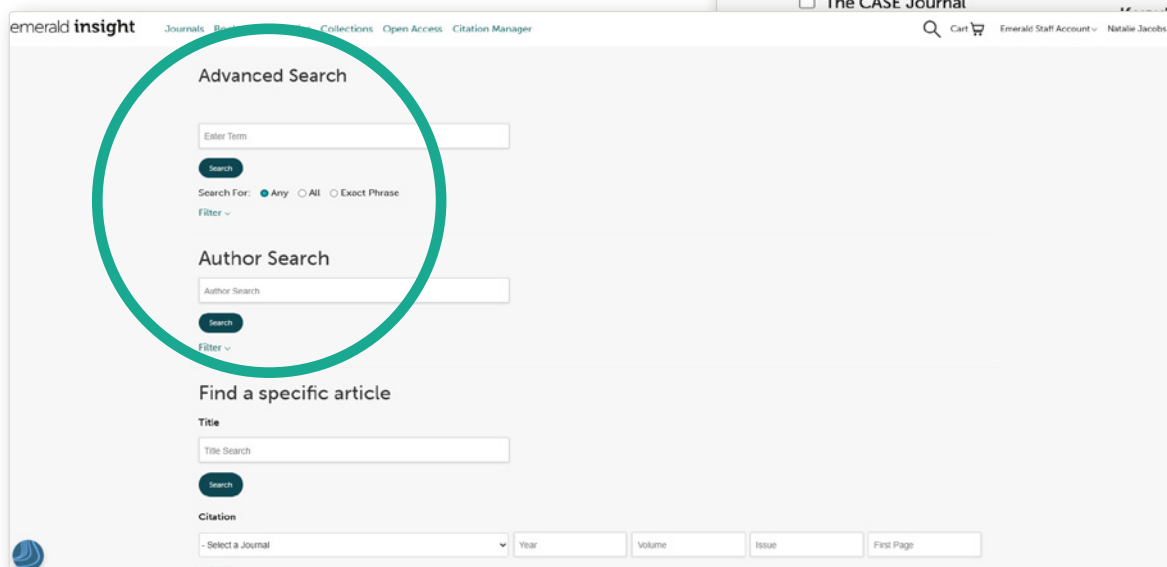 The CASE Journal
emerald insight Journals Collections Open Access Citation Manager Cart Emerald Staff Account Natalie Jacobs
Advanced Search
Enter Term
Search
Search For: Any All Exact Phrase
Filter
Author Search
Author Search
Search
Filter
Find a specific article
Title
Title Search
Search
Citation
- Select a Journal Year Volume Issue First Page